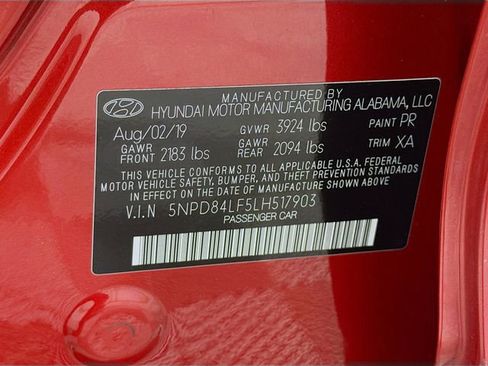 MANUFACTURED BY
HYUNDAI MOTOR MANUFACTURING ALABAMA, LLC
Aug/02/19 GVWR 3924 lbs PAINT PR
GAWR FRONT 2183 lbs GAWR REAR 2094 lbs TRIM XA
THIS VEHICLE CONFORMS TO ALL APPLICABLE U.S.A. FEDERAL
MOTOR VEHICLE SAFETY, BUMPER, AND THEFT PREVENTION STANDARDS
IN EFFECT ON THE DATE OF MANUFACTURE SHOWN ABOVE.
V.I.N 5NPD84LF5LH517903
PASSENGER CAR